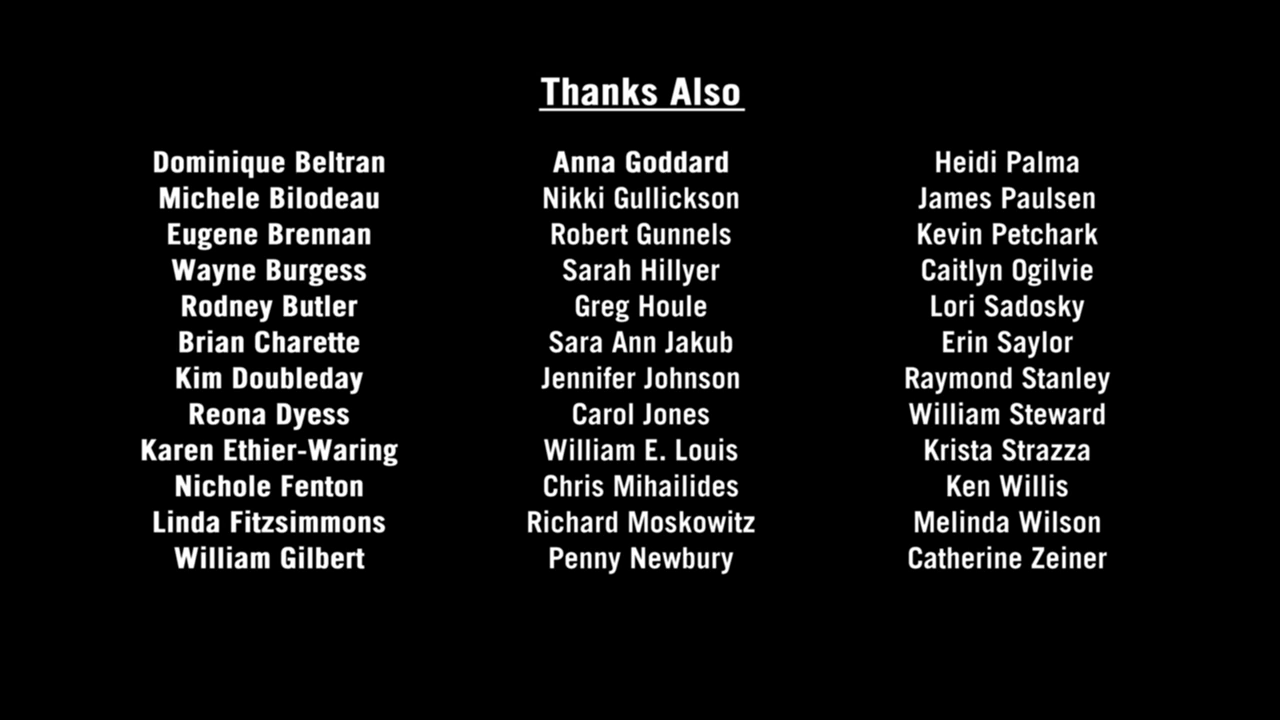 Thanks Also
Dominique Beltran
Michele Bilodeau
Eugene Brennan
Wayne Burgess
Rodney Butler
Brian Charette
Kim Doubleday
Reona Dyess
Karen Ethier-Waring
Nichole Fenton
Linda Fitzsimmons
William Gilbert
Anna Goddard
Nikki Gullickson
Robert Gunnels
Sarah Hillyer
Greg Houle
Sara Ann Jakub
Jennifer Johnson
Carol Jones
William E. Louis
Chris Mihailides
Richard Moskowitz
Penny Newbury
Heidi Palma
James Paulsen
Kevin Petchark
Caitlyn Ogilvie
Lori Sadosky
Erin Saylor
Raymond Stanley
William Steward
Krista Strazza
Ken Willis
Melinda Wilson
Catherine Zeiner